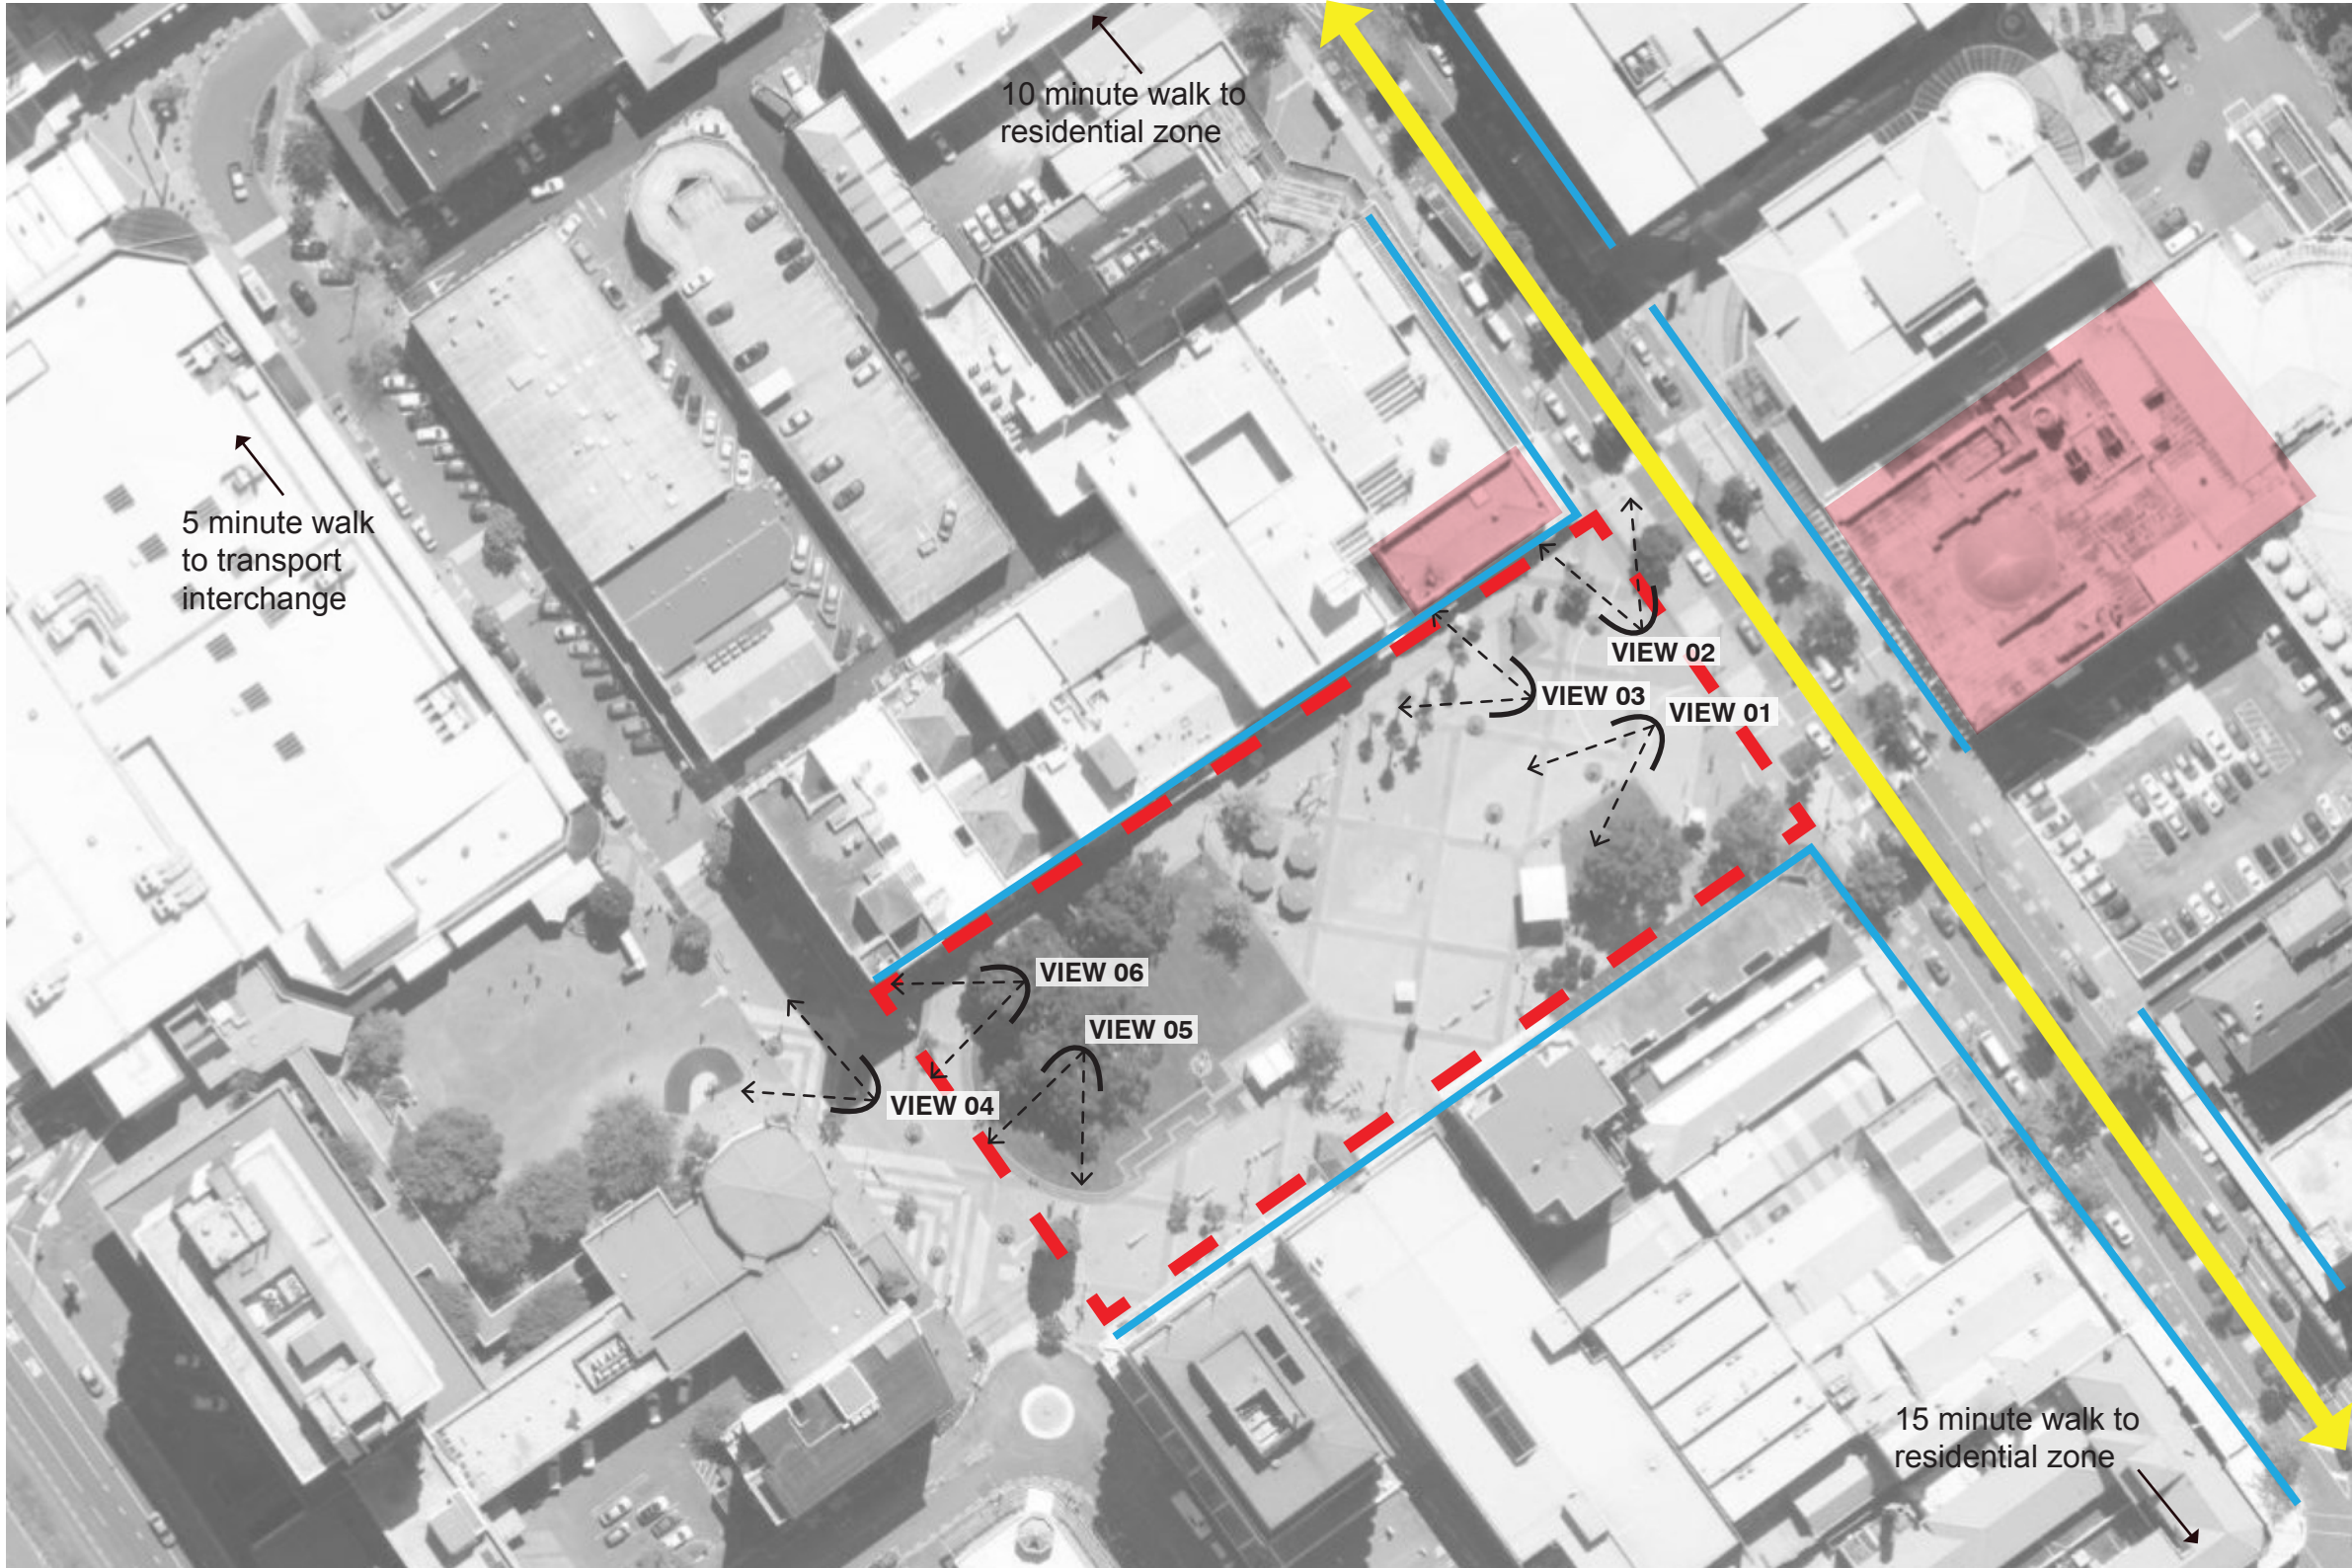 10 minute walk to
residential zone
5 minute walk
to transport
interchange
VIEW 02
VIEW 03
VIEW 01
VIEW 06
VIEW 05
VIEW 04
15 minute walk to
residential zone